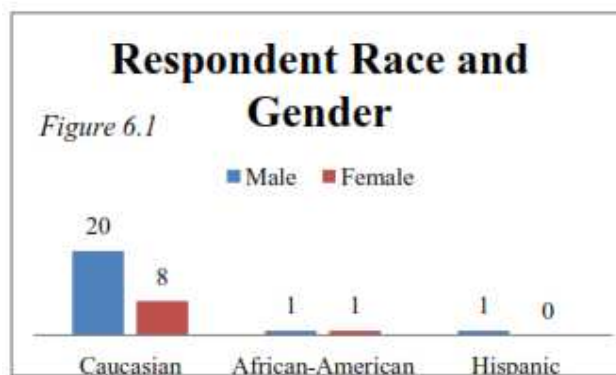 Respondent Race and
Gender
Figure 6.1
Male Female
20
8
1 1 1 0
Caucasian African-American Hispanic